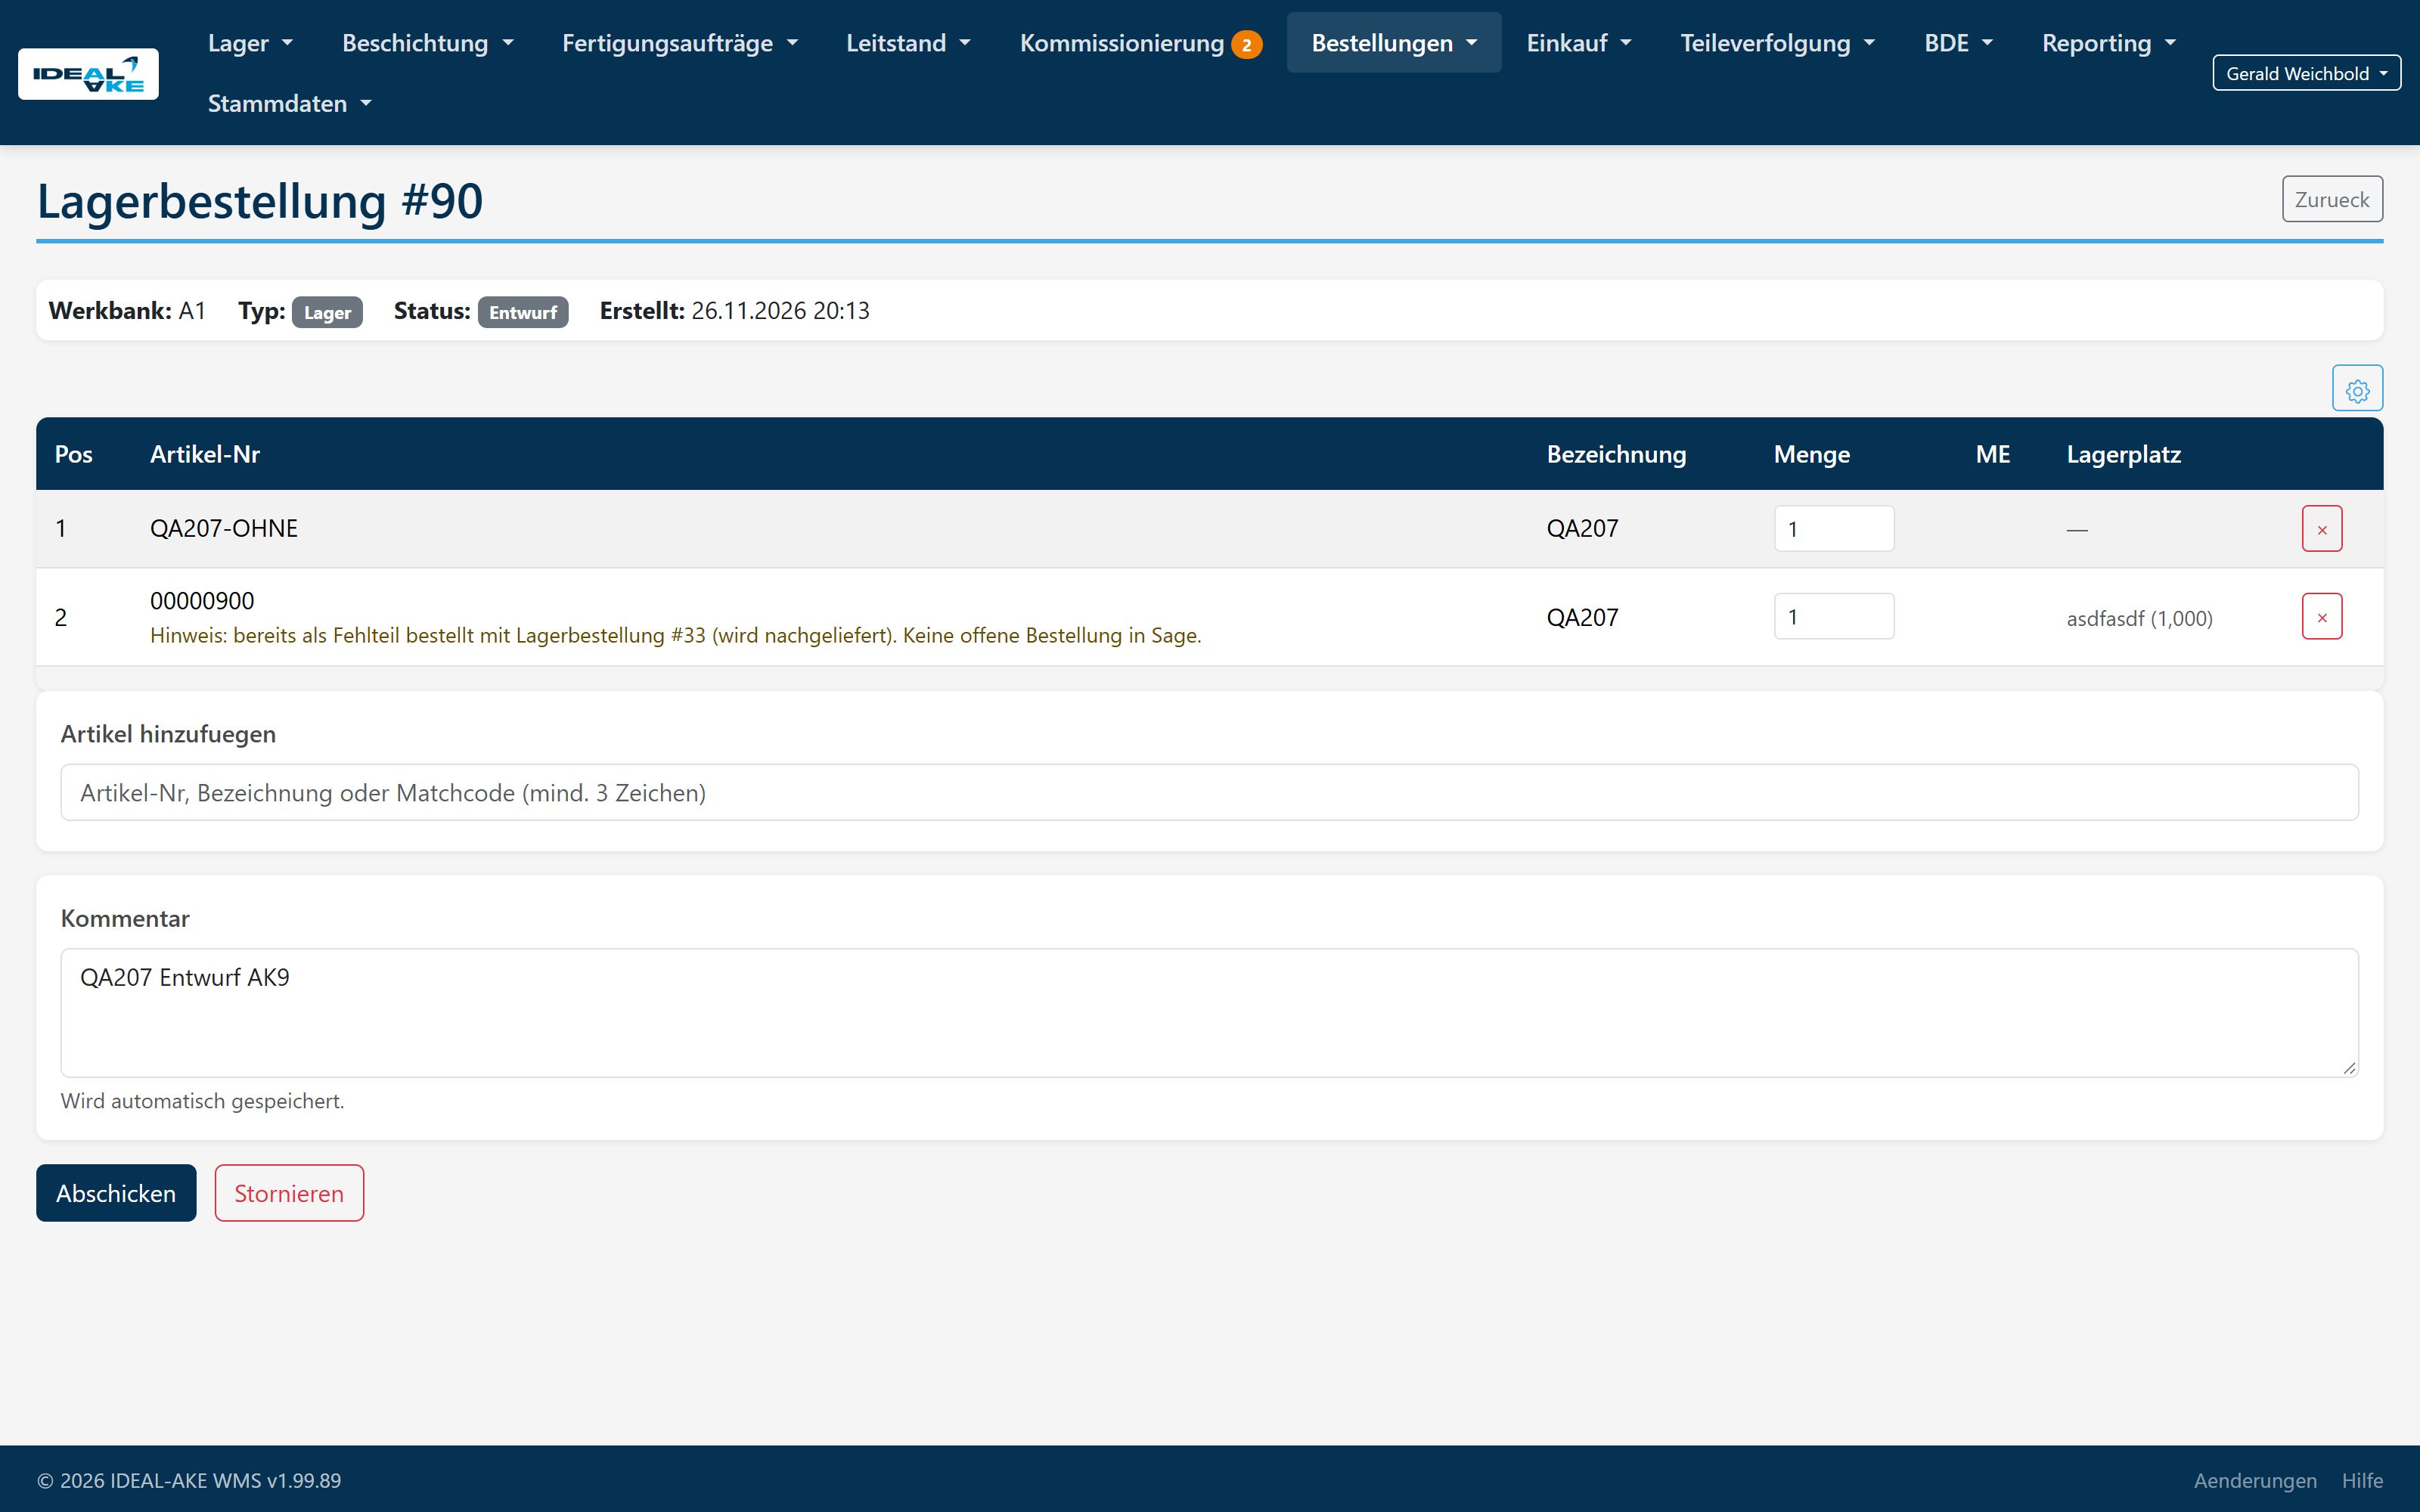 IDEAL AKE
Lager
Beschichtung
Fertigungsaufträge
Leitstand
Kommissionierung 2
Bestellungen
Einkauf
Teileverfolgung
BDE
Reporting
Stammdaten
Gerald Weichbold
Lagerbestellung #90
Zurueck
Werkbank: A1 Typ: Lager Status: Entwurf Erstellt: 26.11.2026 20:13
Pos Artikel-Nr Bezeichnung Menge ME Lagerplatz
1 QA207-OHNE QA207 1 — ×
2 00000900 QA207 1 asdfasdf (1,000) ×
Hinweis: bereits als Fehlteil bestellt mit Lagerbestellung #33 (wird nachgeliefert). Keine offene Bestellung in Sage.
Artikel hinzufuegen
Artikel-Nr, Bezeichnung oder Matchcode (mind. 3 Zeichen)
Kommentar
QA207 Entwurf AK9
Wird automatisch gespeichert.
Abschicken
Stornieren
© 2026 IDEAL-AKE WMS v1.99.89
Aenderungen Hilfe